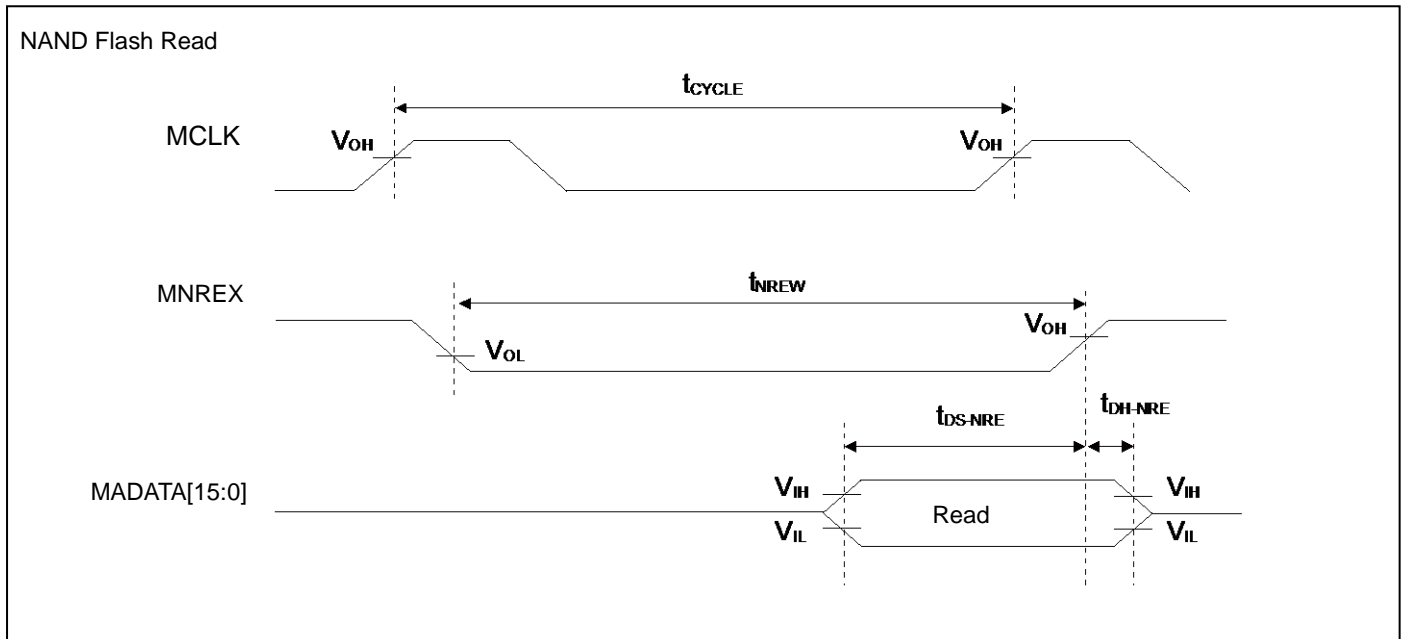 NAND Flash Read
tCYCLE
MCLK
VOH
VOH
tNREW
MNREX
VOH
VOL
tDS-NRE
tDH-NRE
MADATA[15:0]
VIH
VIH
Read
VIL
VIL